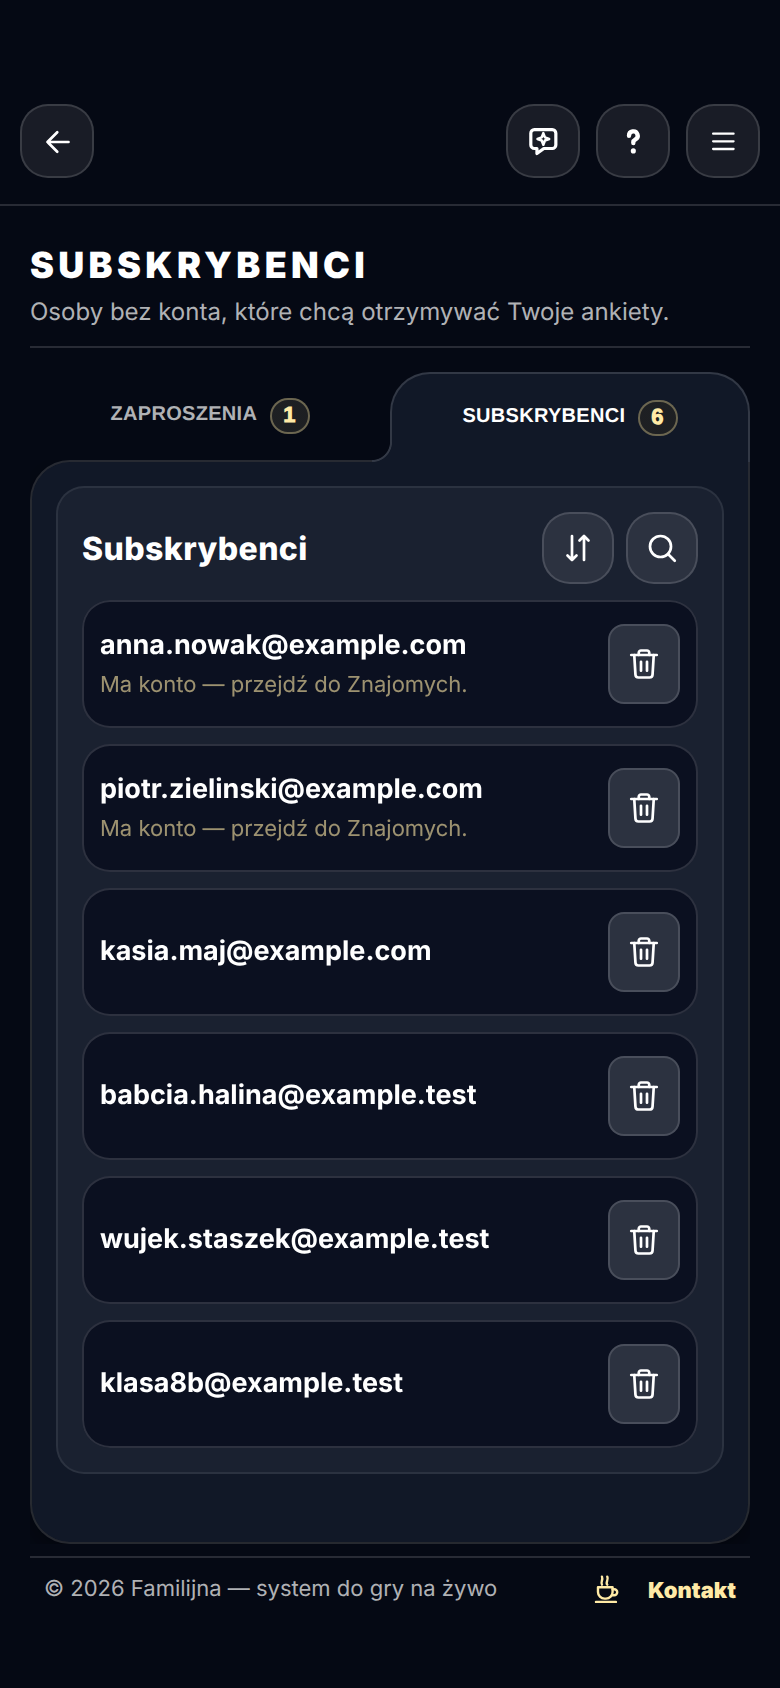 SUBSKRYBENCI
Osoby bez konta, które chcą otrzymywać Twoje ankiety.
ZAPROSZENIA 1
SUBSKRYBENCI 6
Subskrybenci
anna.nowak@example.com
Ma konto — przejdź do Znajomych.
piotr.zielinski@example.com
Ma konto — przejdź do Znajomych.
kasia.maj@example.com
babcia.halina@example.test
wujek.staszek@example.test
klasa8b@example.test
© 2026 Familijna — system do gry na żywo
Kontakt